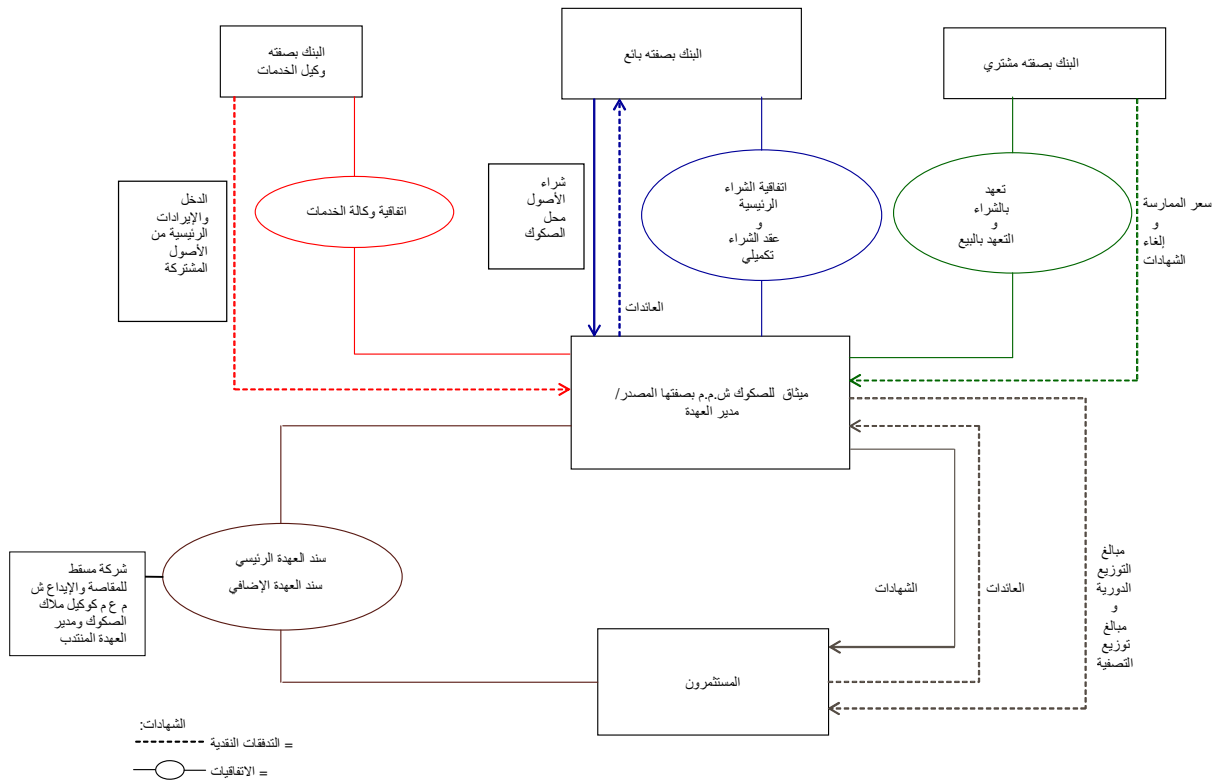 البنك بصفته
وكيل الخدمات
البنك بصفته بائع
البنك بصفته مشتري
الدخل
والإيرادات
الرئيسية من
الأصول
المشتركة
اتفاقية وكالة الخدمات
شراء
الأصول
محل
الصكوك
العائدات
اتفاقية الشراء
الرئيسية
و
عقد الشراء
تكميلي
تعهد
بالشراء
و
التعهد بالبيع
سعر الممارسة
و
إلغاء
الشهادات
ميثاق للصكوك ش.م.م بصفتها المصدر/
مدير العهدة
سند العهدة الرئيسي
سند العهدة الإضافي
شركة مسقط
للمقاصة والإيداع ش
م ع م كوكيل ملاك
الصكوك ومدير
العهدة المنتدب
الشهادات
العائدات
مبالغ
التوزيع
الدورية
و
مبالغ
توزيع
التصفية
المستثمرون
الشهادات:
= التدفقات النقدية
= الاتفاقيات